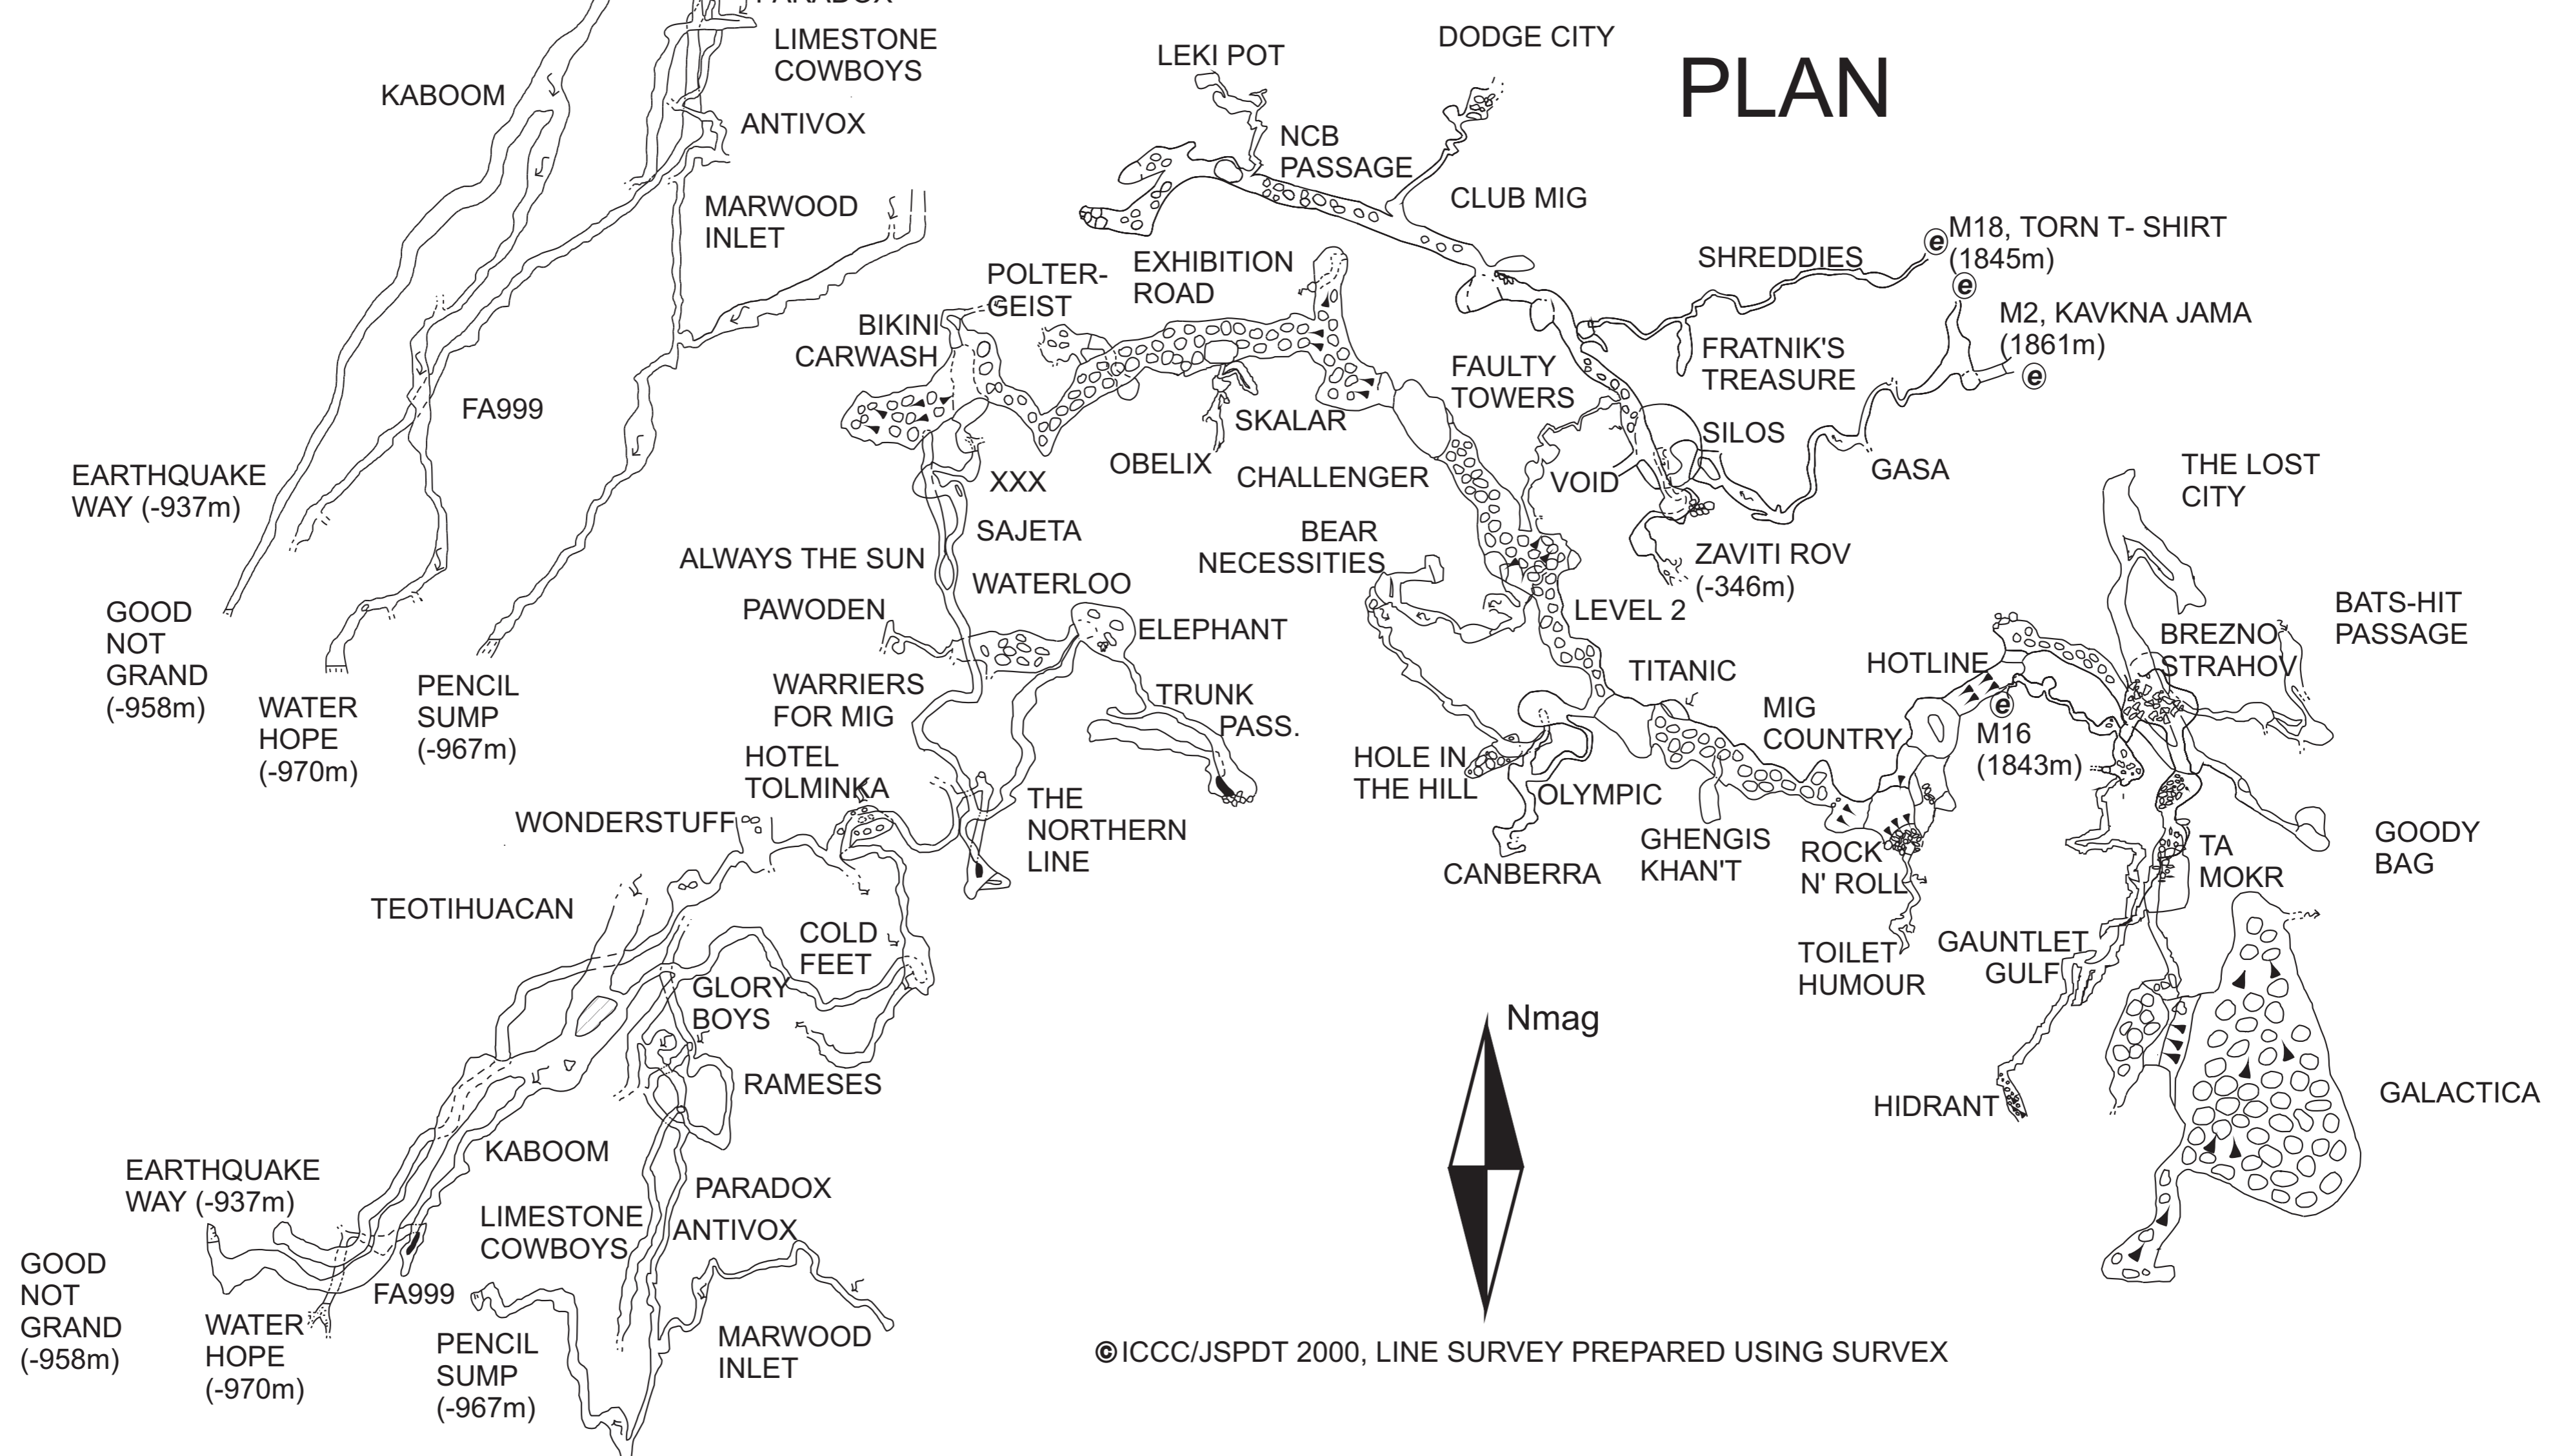 PARADOX
LIMESTONE
COWBOYS
KABOOM
ANTIVOX
MARWOOD
INLET
FA999
EARTHQUAKE
WAY (-937m)
GOOD
NOT
GRAND
(-958m)
WATER
HOPE
(-970m)
PENCIL
SUMP
(-967m)
PLAN
LEKI POT
DODGE CITY
NCB
PASSAGE
CLUB MIG
M18, TORN T- SHIRT
(1845m)
e
SHREDDIES
e
M2, KAVKNA JAMA
(1861m)
e
FRATNIK'S
TREASURE
POLTER-
GEIST
EXHIBITION
ROAD
BIKINI
CARWASH
FAULTY
TOWERS
SKALAR
OBELIX
CHALLENGER
SILOS
VOID
GASA
XXX
SAJETA
ALWAYS THE SUN
WATERLOO
BEAR
NECESSITIES
ZAVITI ROV
(-346m)
LEVEL 2
THE LOST
CITY
BATS-HIT
PASSAGE
BREZNO
STRAHOV
PAWODEN
ELEPHANT
WARRIERS
FOR MIG
TRUNK
PASS.
TITANIC
HOTLINE
MIG
COUNTRY
e
M16
(1843m)
HOTEL
TOLMINKA
WONDERSTUFF
THE
NORTHERN
LINE
HOLE IN
THE HILL
OLYMPIC
CANBERRA
GHENGIS
KHAN'T
ROCK
N' ROLL
TA
MOKR
GOODY
BAG
TEOTIHUACAN
COLD
FEET
GLORY
BOYS
TOILET
HUMOUR
GAUNTLET
GULF
Nmag
RAMESES
HIDRANT
GALACTICA
KABOOM
EARTHQUAKE
WAY (-937m)
PARADOX
LIMESTONE
COWBOYS
ANTIVOX
GOOD
NOT
GRAND
(-958m)
FA999
WATER
HOPE
(-970m)
PENCIL
SUMP
(-967m)
MARWOOD
INLET
©ICCC/JSPDT 2000, LINE SURVEY PREPARED USING SURVEX